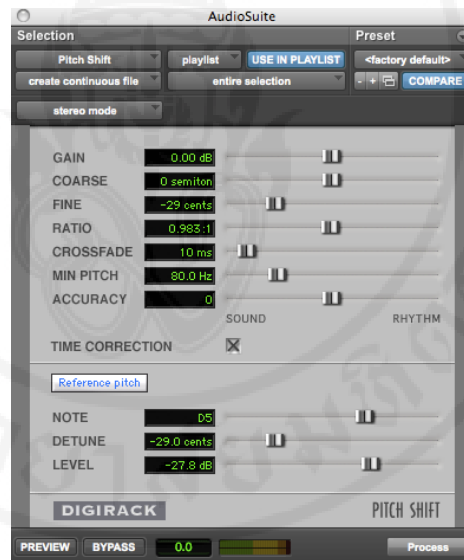 AudioSuite
Selection
Preset
Pitch Shift playlist USE IN PLAYLIST <factory default>
create continuous file entire selection - + COMPARE
stereo mode
GAIN 0.00 dB
COARSE 0 semiton
FINE -29 cents
RATIO 0.983:1
CROSSFADE 10 ms
MIN PITCH 80.0 Hz
ACCURACY 0
SOUND RHYTHM
TIME CORRECTION
Reference pitch
NOTE D5
DETUNE -29.0 cents
LEVEL -27.8 dB
DIGIRACK PITCH SHIFT
PREVIEW BYPASS 0.0 Process